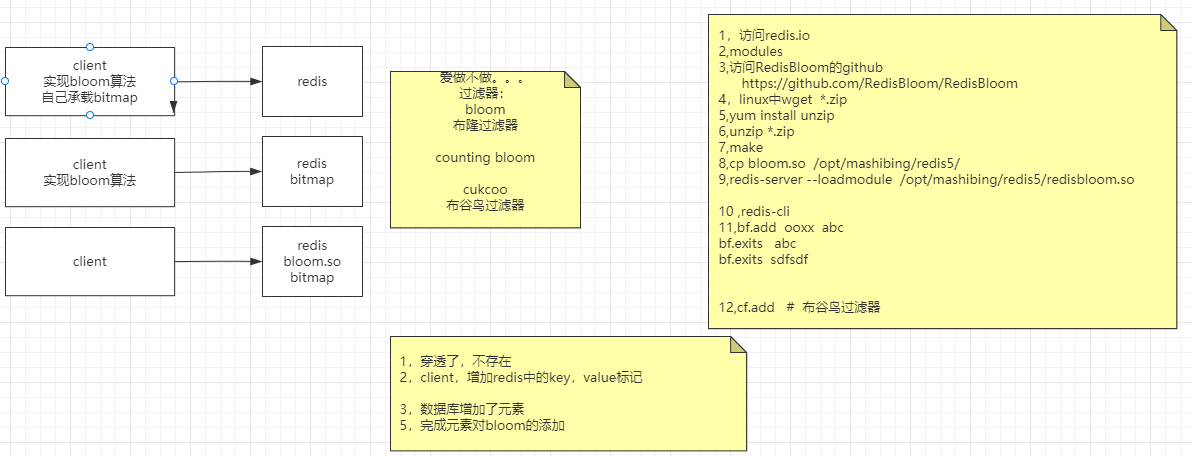 client
实现bloom算法
自己承载bitmap
redis
client
实现bloom算法
redis
bitmap
client
redis
bloom.so
bitmap
爱做不做。。。
过滤器：
bloom
布隆过滤器
counting bloom
cukcoo
布谷鸟过滤器
1，访问redis.io
2,modules
3,访问RedisBloom的github
https://github.com/RedisBloom/RedisBloom
4，linux中wget *.zip
5,yum install unzip
6,unzip *.zip
7,make
8,cp bloom.so /opt/mashibing/redis5/
9,redis-server --loadmodule /opt/mashibing/redis5/redisbloom.so
10 ,redis-cli
11,bf.add ooxx abc
bf.exits abc
bf.exits sdfsdf
12,cf.add # 布谷鸟过滤器
1，穿透了，不存在
2，client，增加redis中的key，value标记
3，数据库增加了元素
5，完成元素对bloom的添加